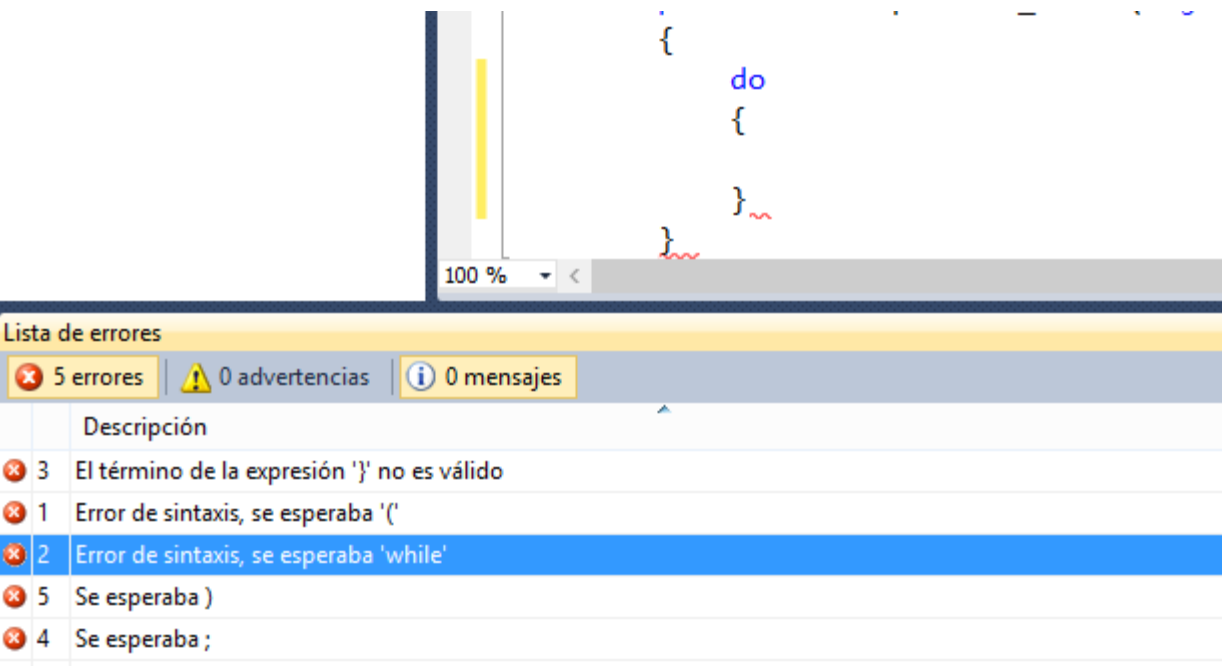 {
do
{
}
}
100 %
Lista de errores
5 errores 0 advertencias 0 mensajes
Descripción
3 El término de la expresión '}' no es válido
1 Error de sintaxis, se esperaba '('
2 Error de sintaxis, se esperaba 'while'
5 Se esperaba )
4 Se esperaba ;